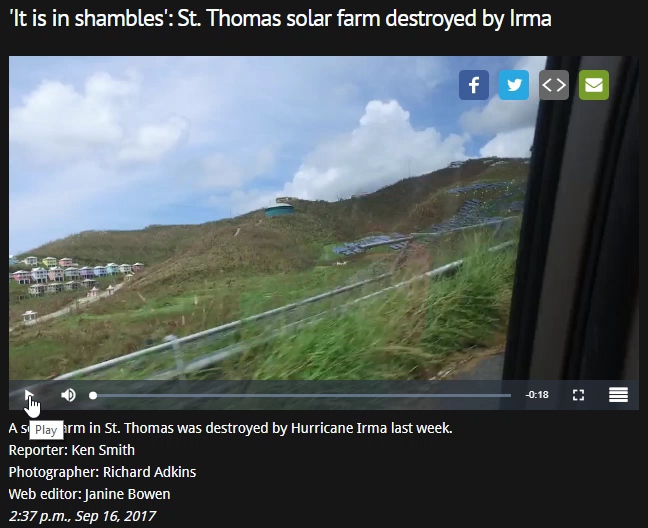 'It is in shambles': St. Thomas solar farm destroyed by Irma
-0:18
Play
A farm in St. Thomas was destroyed by Hurricane Irma last week.
Reporter: Ken Smith
Photographer: Richard Adkins
Web editor: Janine Bowen
2:37 p.m., Sep 16, 2017